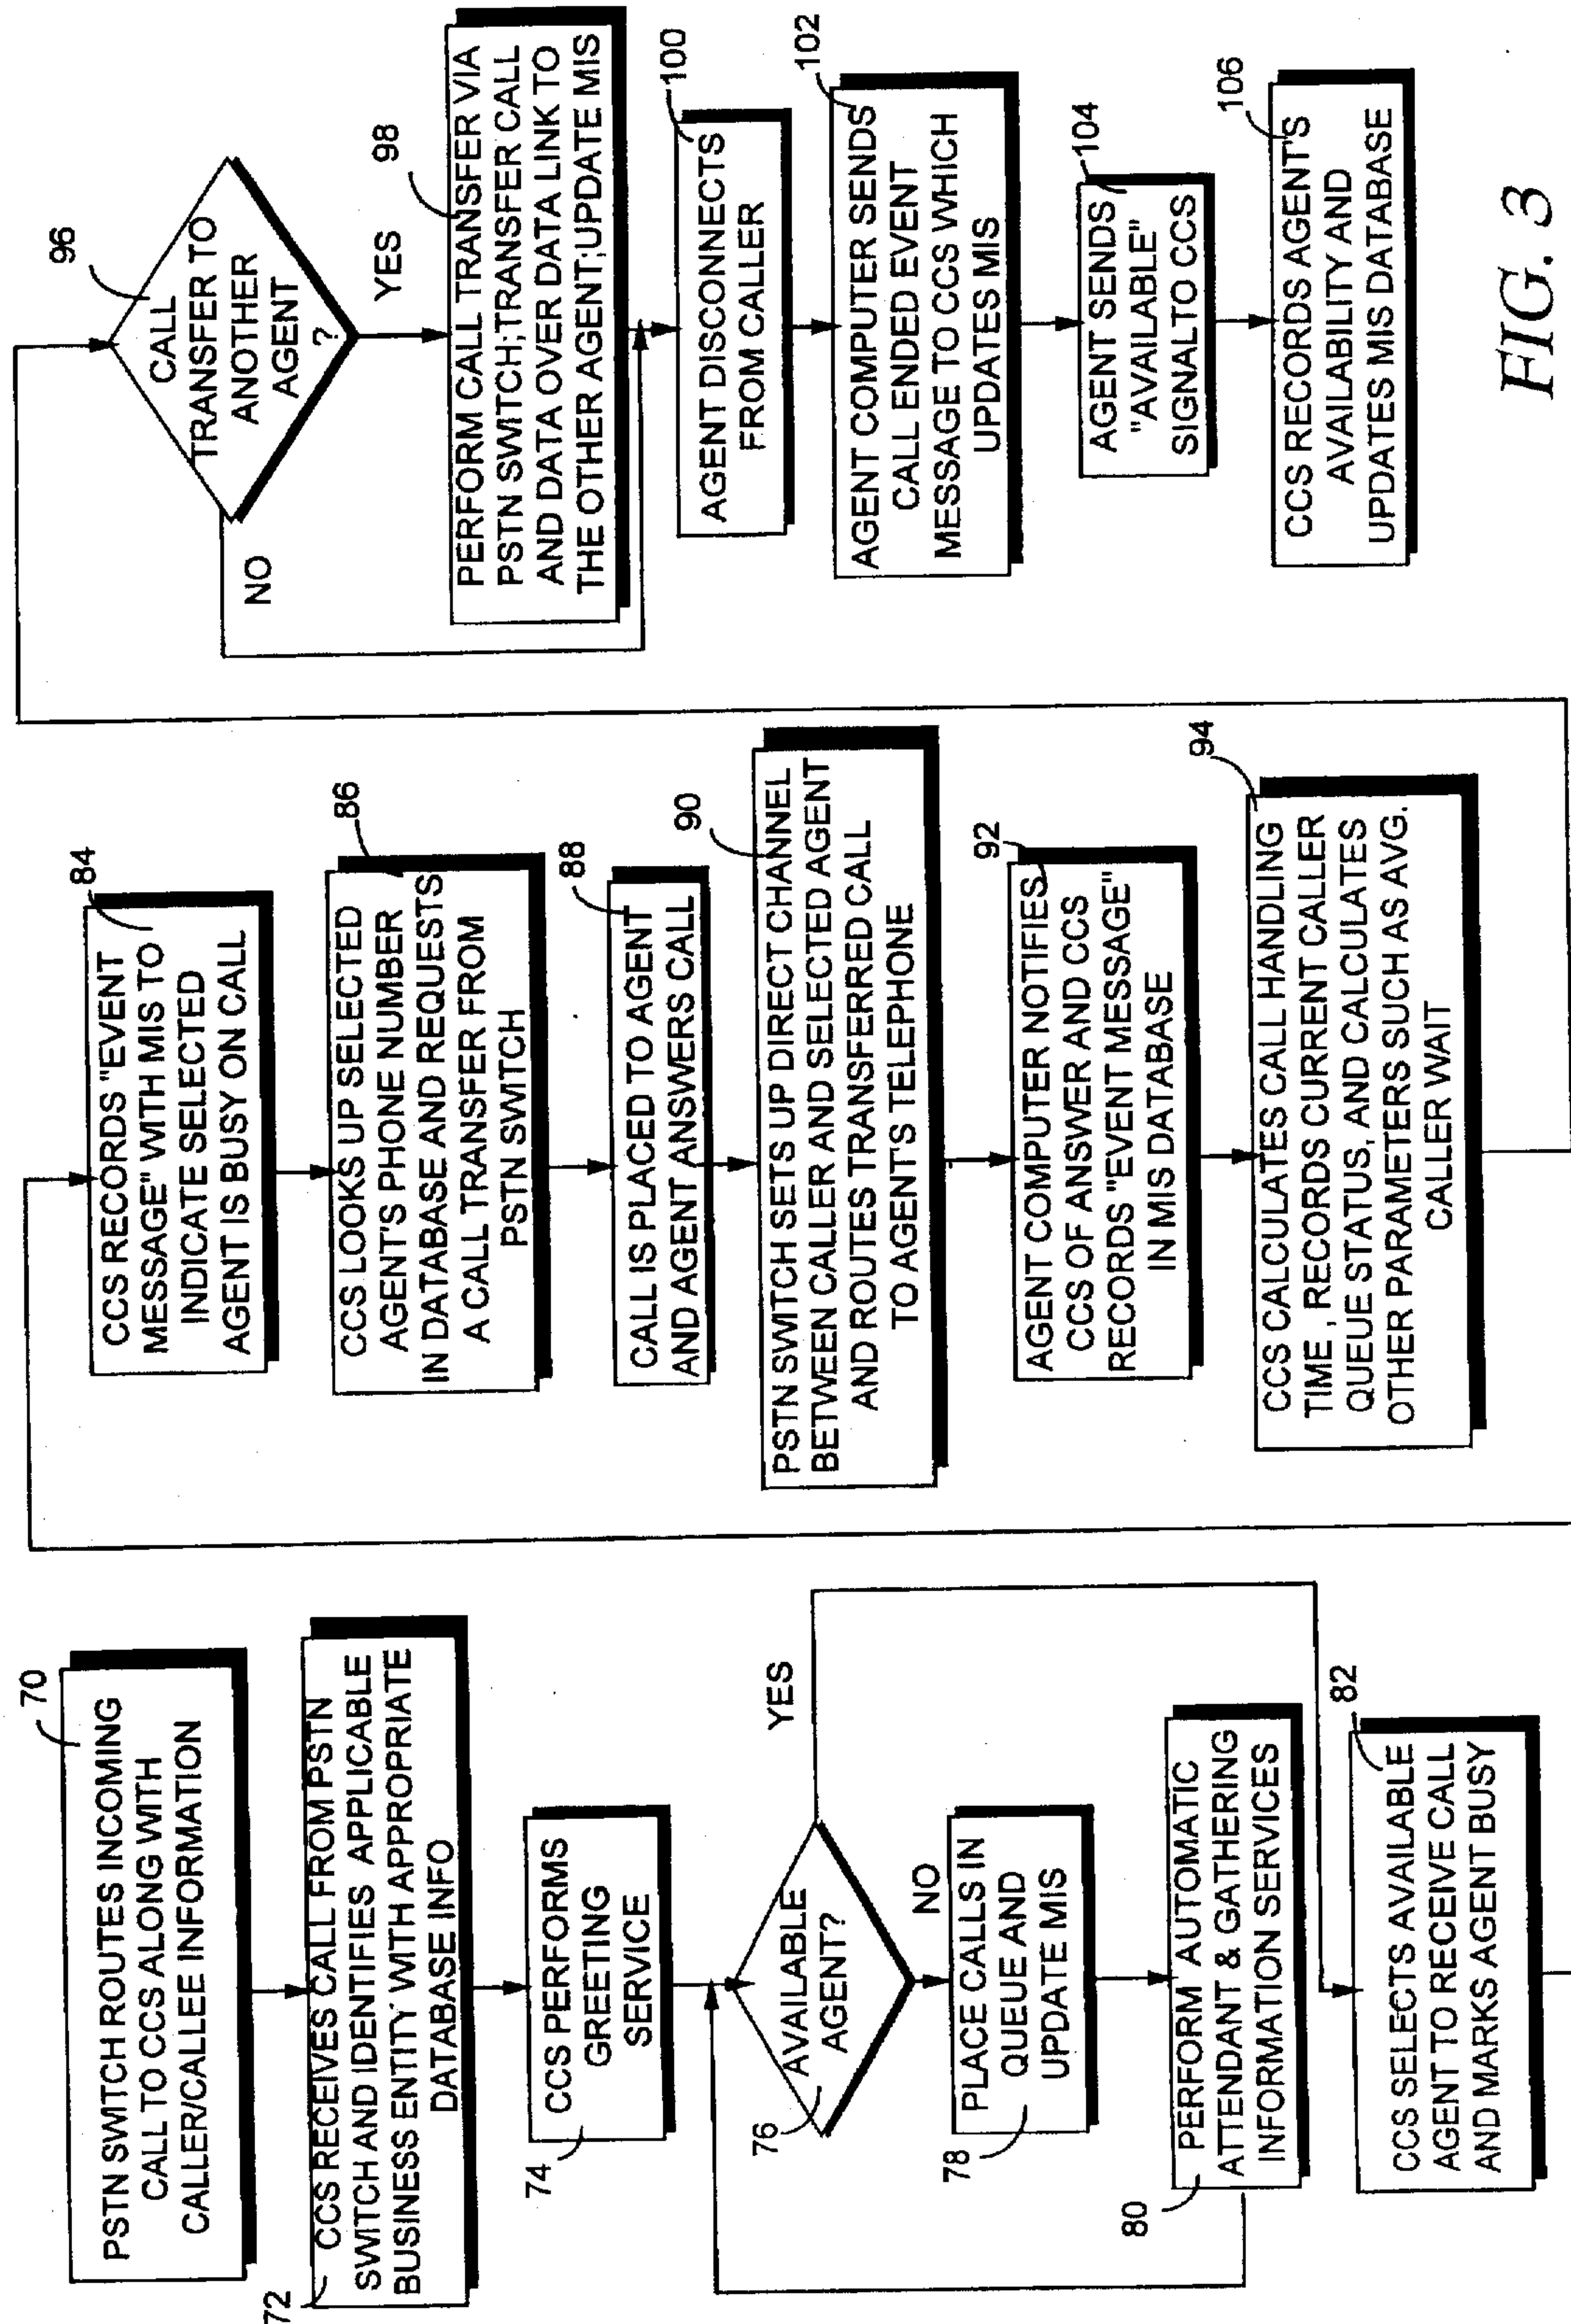 70
PSTN SWITCH ROUTES INCOMING
CALL TO CCS ALONG WITH
CALLER/CALLEE INFORMATION
72
CCS RECEIVES CALL FROM PSTN
SWITCH AND IDENTIFIES APPLICABLE
BUSINESS ENTITY WITH APPROPRIATE
DATABASE INFO
74
CCS PERFORMS
GREETING
SERVICE
76
AVAILABLE
AGENT?
YES
NO
78
PLACE CALLS IN
QUEUE AND
UPDATE MIS
80
PERFORM AUTOMATIC
ATTENDANT & GATHERING
INFORMATION SERVICES
82
CCS SELECTS AVAILABLE
AGENT TO RECEIVE CALL
AND MARKS AGENT BUSY
84
CCS RECORDS "EVENT
MESSAGE" WITH MIS TO
INDICATE SELECTED
AGENT IS BUSY ON CALL
86
CCS LOOKS UP SELECTED
AGENT'S PHONE NUMBER
IN DATABASE AND REQUESTS
A CALL TRANSFER FROM
PSTN SWITCH
88
CALL IS PLACED TO AGENT
AND AGENT ANSWERS CALL
90
PSTN SWITCH SETS UP DIRECT CHANNEL
BETWEEN CALLER AND SELECTED AGENT
AND ROUTES TRANSFERRED CALL
TO AGENT'S TELEPHONE
92
AGENT COMPUTER NOTIFIES
CCS OF ANSWER AND CCS
RECORDS "EVENT MESSAGE"
IN MIS DATABASE
94
CCS CALCULATES CALL HANDLING
TIME, RECORDS CURRENT CALLER
QUEUE STATUS, AND CALCULATES
OTHER PARAMETERS SUCH AS AVG.
CALLER WAIT
96
CALL
TRANSFER TO
ANOTHER
AGENT
?
NO
YES
98
PERFORM CALL TRANSFER VIA
PSTN SWITCH;TRANSFER CALL
AND DATA OVER DATA LINK TO
THE OTHER AGENT;UPDATE MIS
100
AGENT DISCONNECTS
FROM CALLER
102
AGENT COMPUTER SENDS
CALL ENDED EVENT
MESSAGE TO CCS WHICH
UPDATES MIS
104
AGENT SENDS
"AVAILABLE"
SIGNALTO CCS
106
CCS RECORDS AGENT'S
AVAILABILITY AND
UPDATES MIS DATABASE
FIG. 3